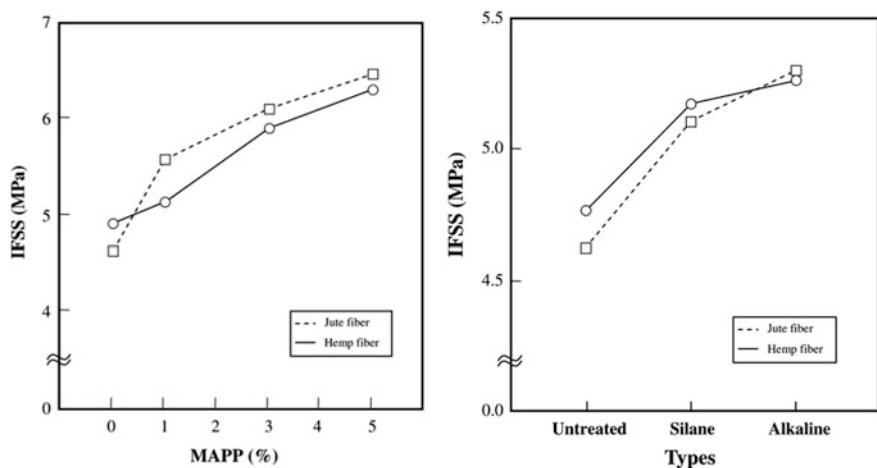 7
6
5
4
0
IFSS (MPa)
0 1 2 3 4 5
MAPP (%)
Jute fiber
Hemp fiber
5.5
5.0
4.5
0.0
IFSS (MPa)
Untreated Silane Alkaline
Types
Jute fiber
Hemp fiber